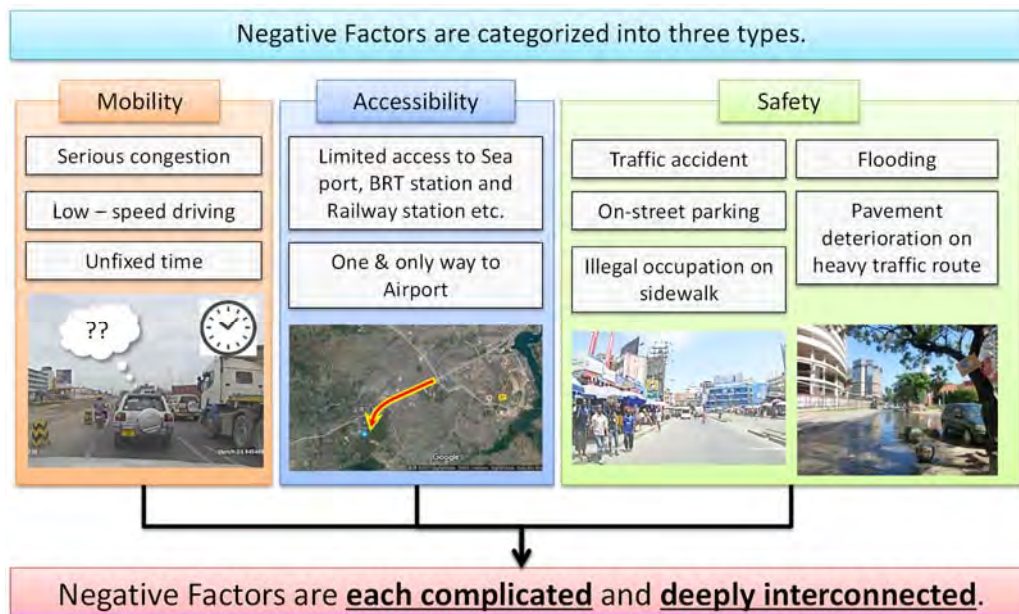 Negative Factors are categorized into three types.
Mobility
Serious congestion
Low – speed driving
Unfixed time
??
Accessibility
Limited access to Sea
port, BRT station and
Railway station etc.
One & only way to
Airport
Google
Safety
Traffic accident
On-street parking
Illegal occupation on
sidewalk
Flooding
Pavement
deterioration on
heavy traffic route
Negative Factors are each complicated and deeply interconnected.